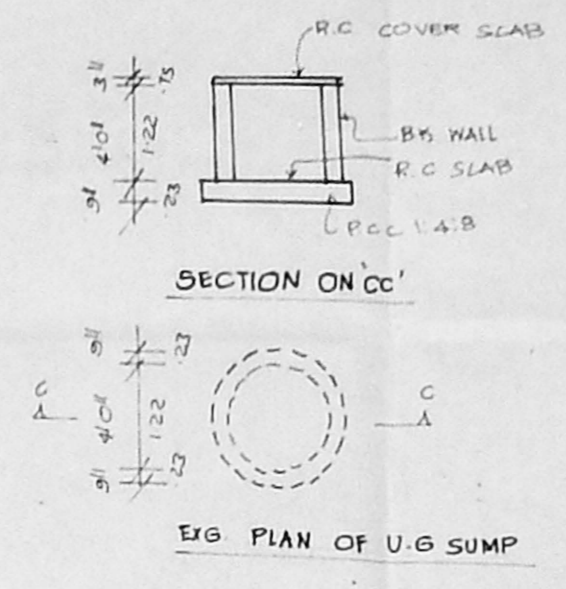 R.C COVER SLAB
3" .75
4'0" 1.22
BK WALL
R.C SLAB
9" .23
P.C.C 1:4:8
SECTION ON 'CC'
9" .23
C C
4'0" 1.22
9" .23
EXG. PLAN OF U.G SUMP